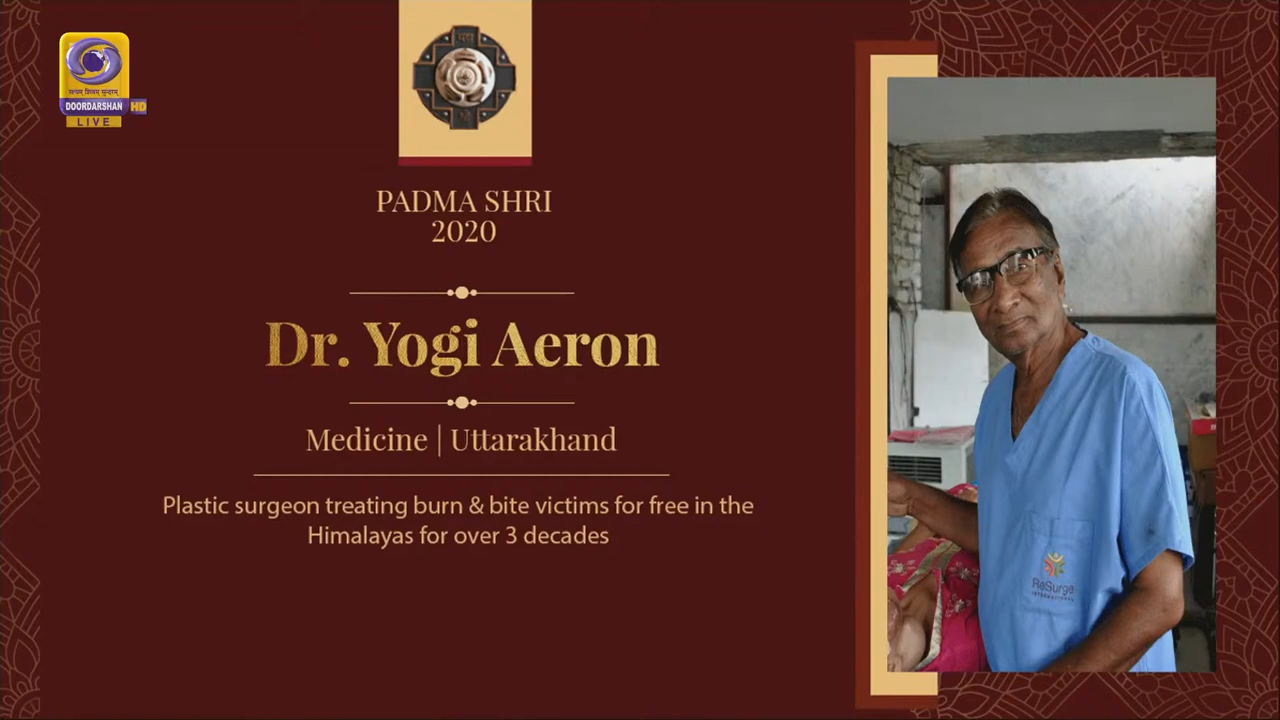 सत्यम् शिवम् सुन्दरम्
DOORDARSHAN HD
LIVE
PADMA SHRI
2020
Dr. Yogi Aeron
Medicine | Uttarakhand
Plastic surgeon treating burn & bite victims for free in the
Himalayas for over 3 decades
ReSurge
INTERNATIONAL